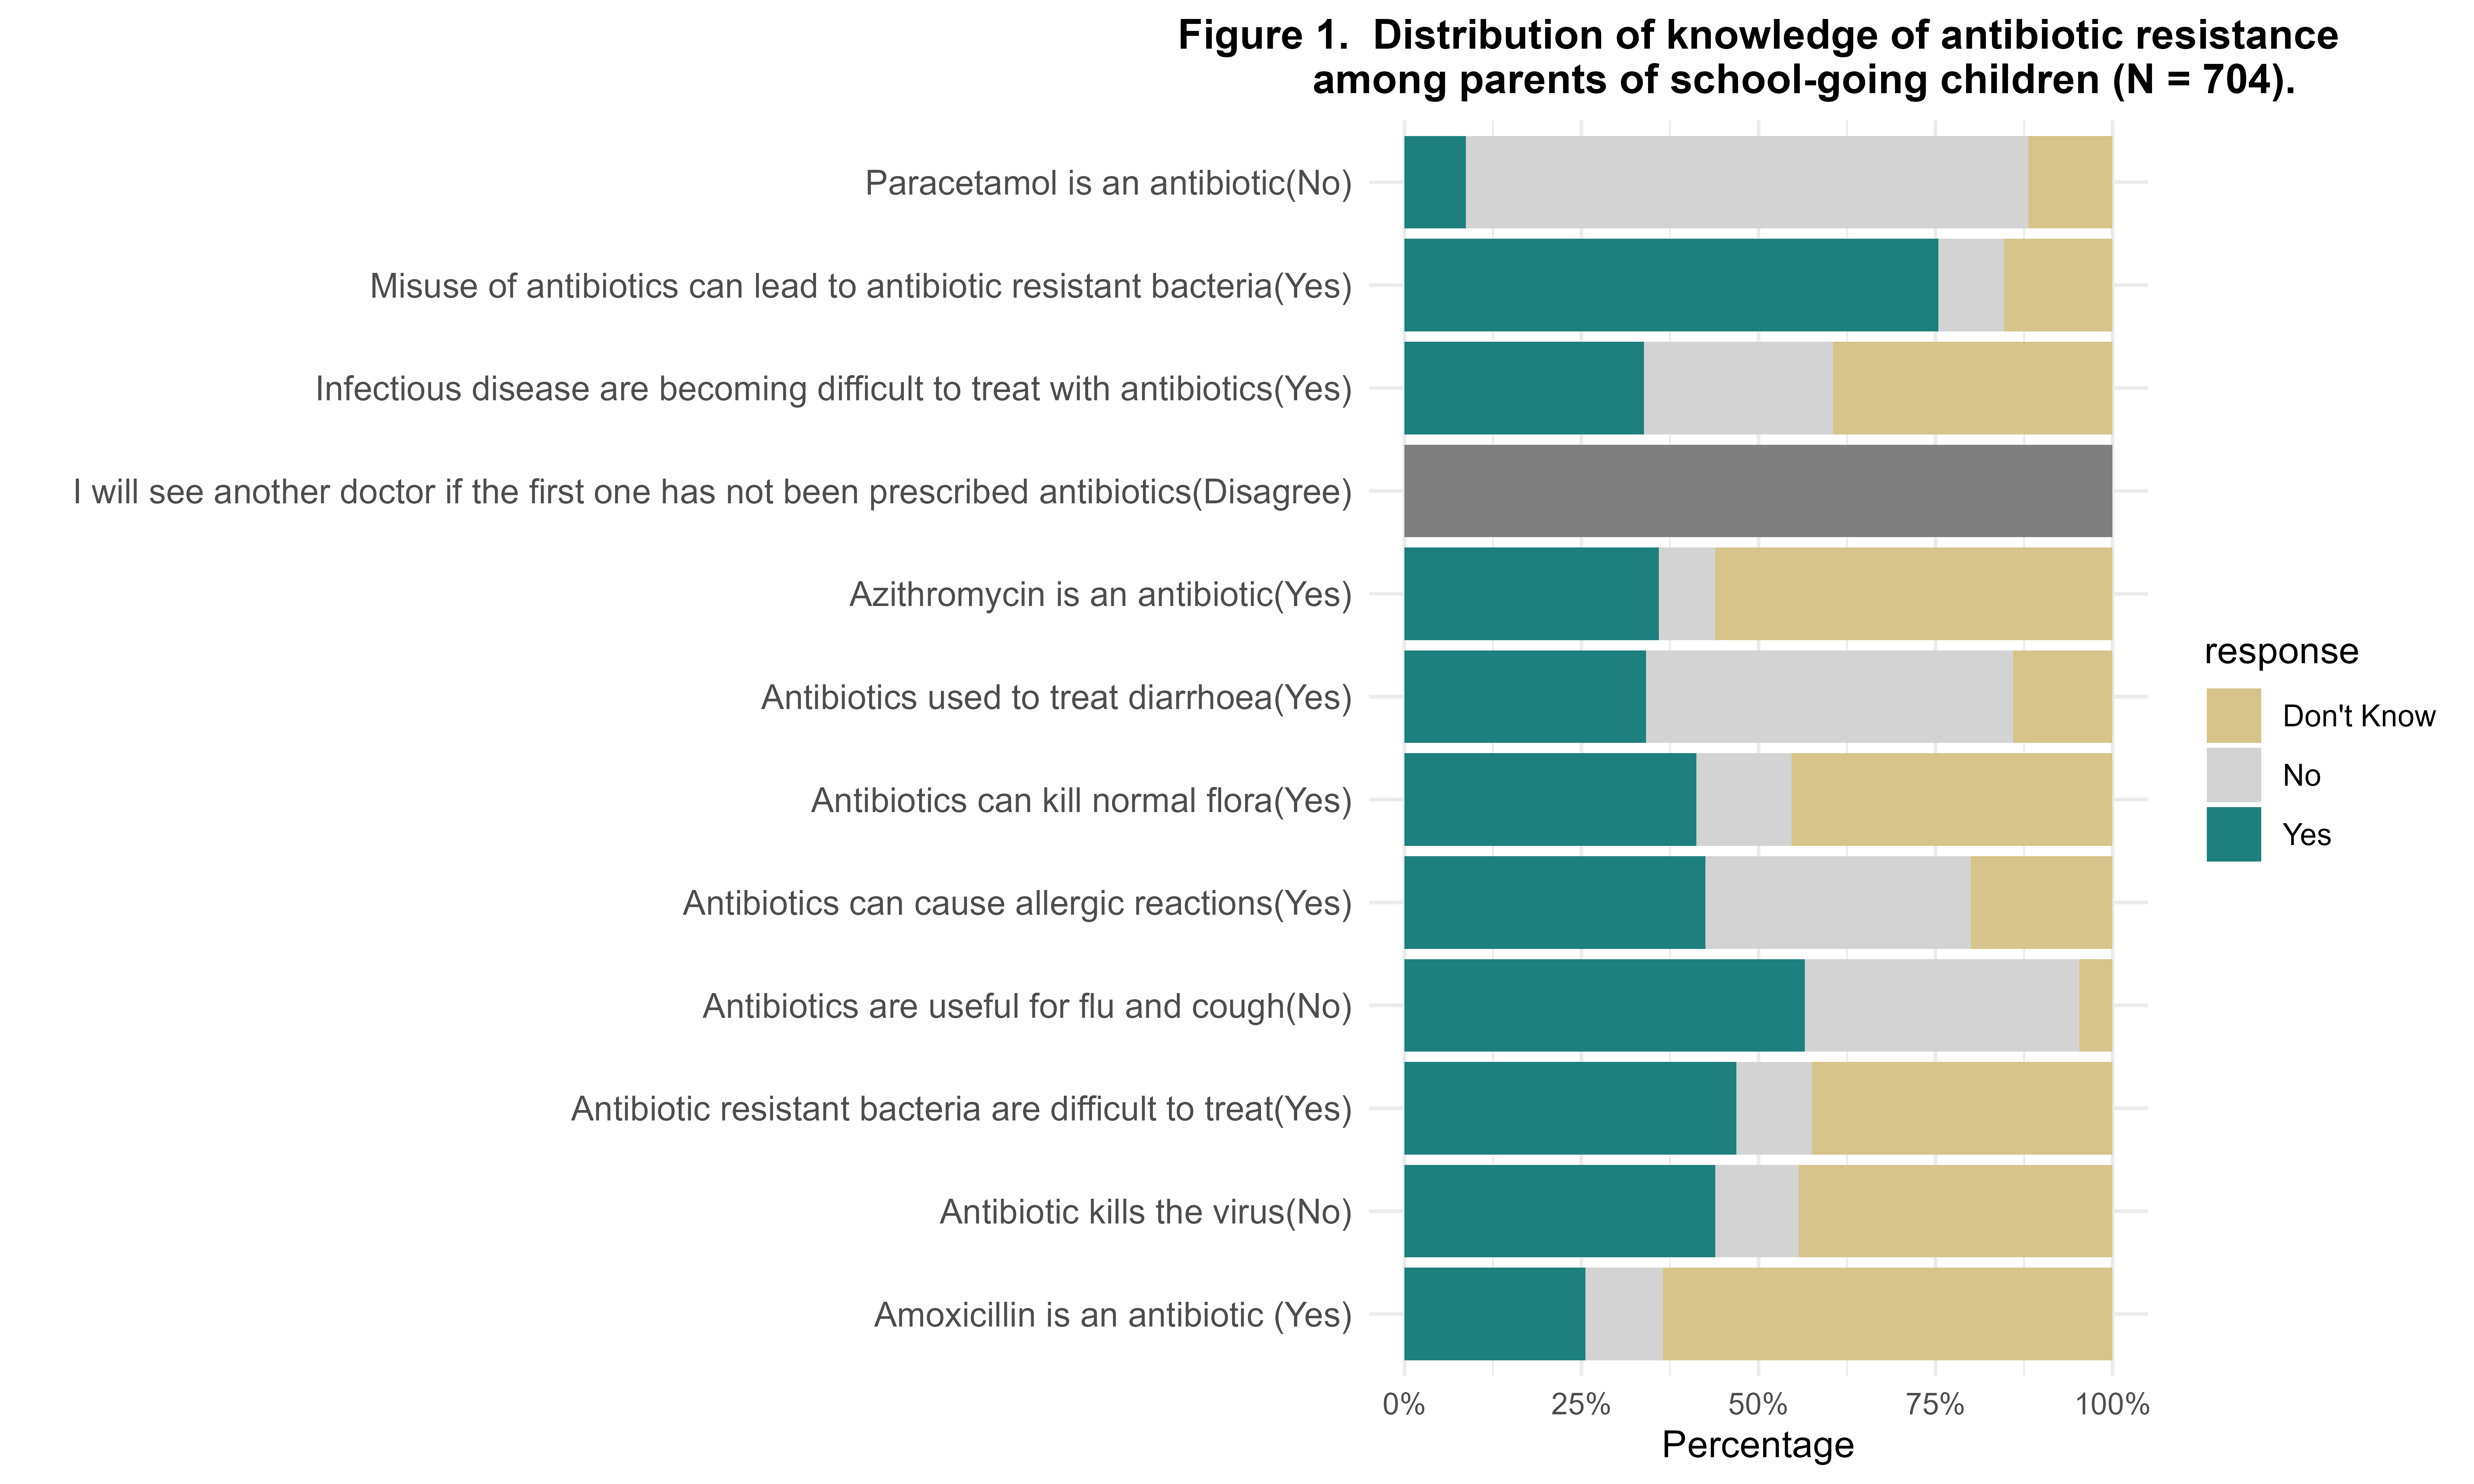 Figure 1.  Distribution of knowledge of antibiotic resistance
among parents of school-going children (N = 704).
Paracetamol is an antibiotic(No)
Misuse of antibiotics can lead to antibiotic resistant bacteria(Yes)
Infectious disease are becoming difficult to treat with antibiotics(Yes)
I will see another doctor if the first one has not been prescribed antibiotics(Disagree)
Azithromycin is an antibiotic(Yes)
Antibiotics used to treat diarrhoea(Yes)
Antibiotics can kill normal flora(Yes)
Antibiotics can cause allergic reactions(Yes)
Antibiotics are useful for flu and cough(No)
Antibiotic resistant bacteria are difficult to treat(Yes)
Antibiotic kills the virus(No)
Amoxicillin is an antibiotic (Yes)
0% 25% 50% 75% 100%
Percentage
response
Don't Know
No
Yes